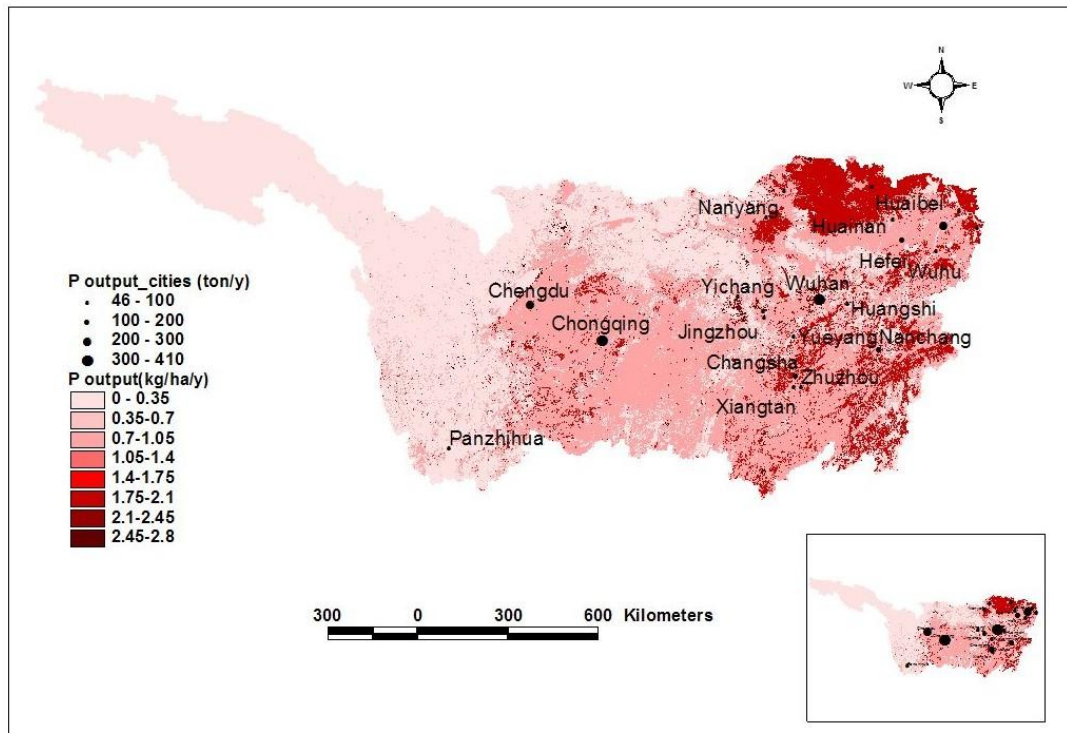 N
W E
S
Nanyang
Huaibei
Huainan
Hefei
Wuhu
Chengdu
Yichang
Wuhan
Huangshi
Chongqing
Jingzhou
Yueyang
Nanchang
Changsha
Zhuzhou
Xiangtan
Panzhihua
P output_cities (ton/y)
46 - 100
100 - 200
200 - 300
300 - 410
P output(kg/ha/y)
0 - 0.35
0.35-0.7
0.7-1.05
1.05-1.4
1.4-1.75
1.75-2.1
2.1-2.45
2.45-2.8
300 0 300 600 Kilometers